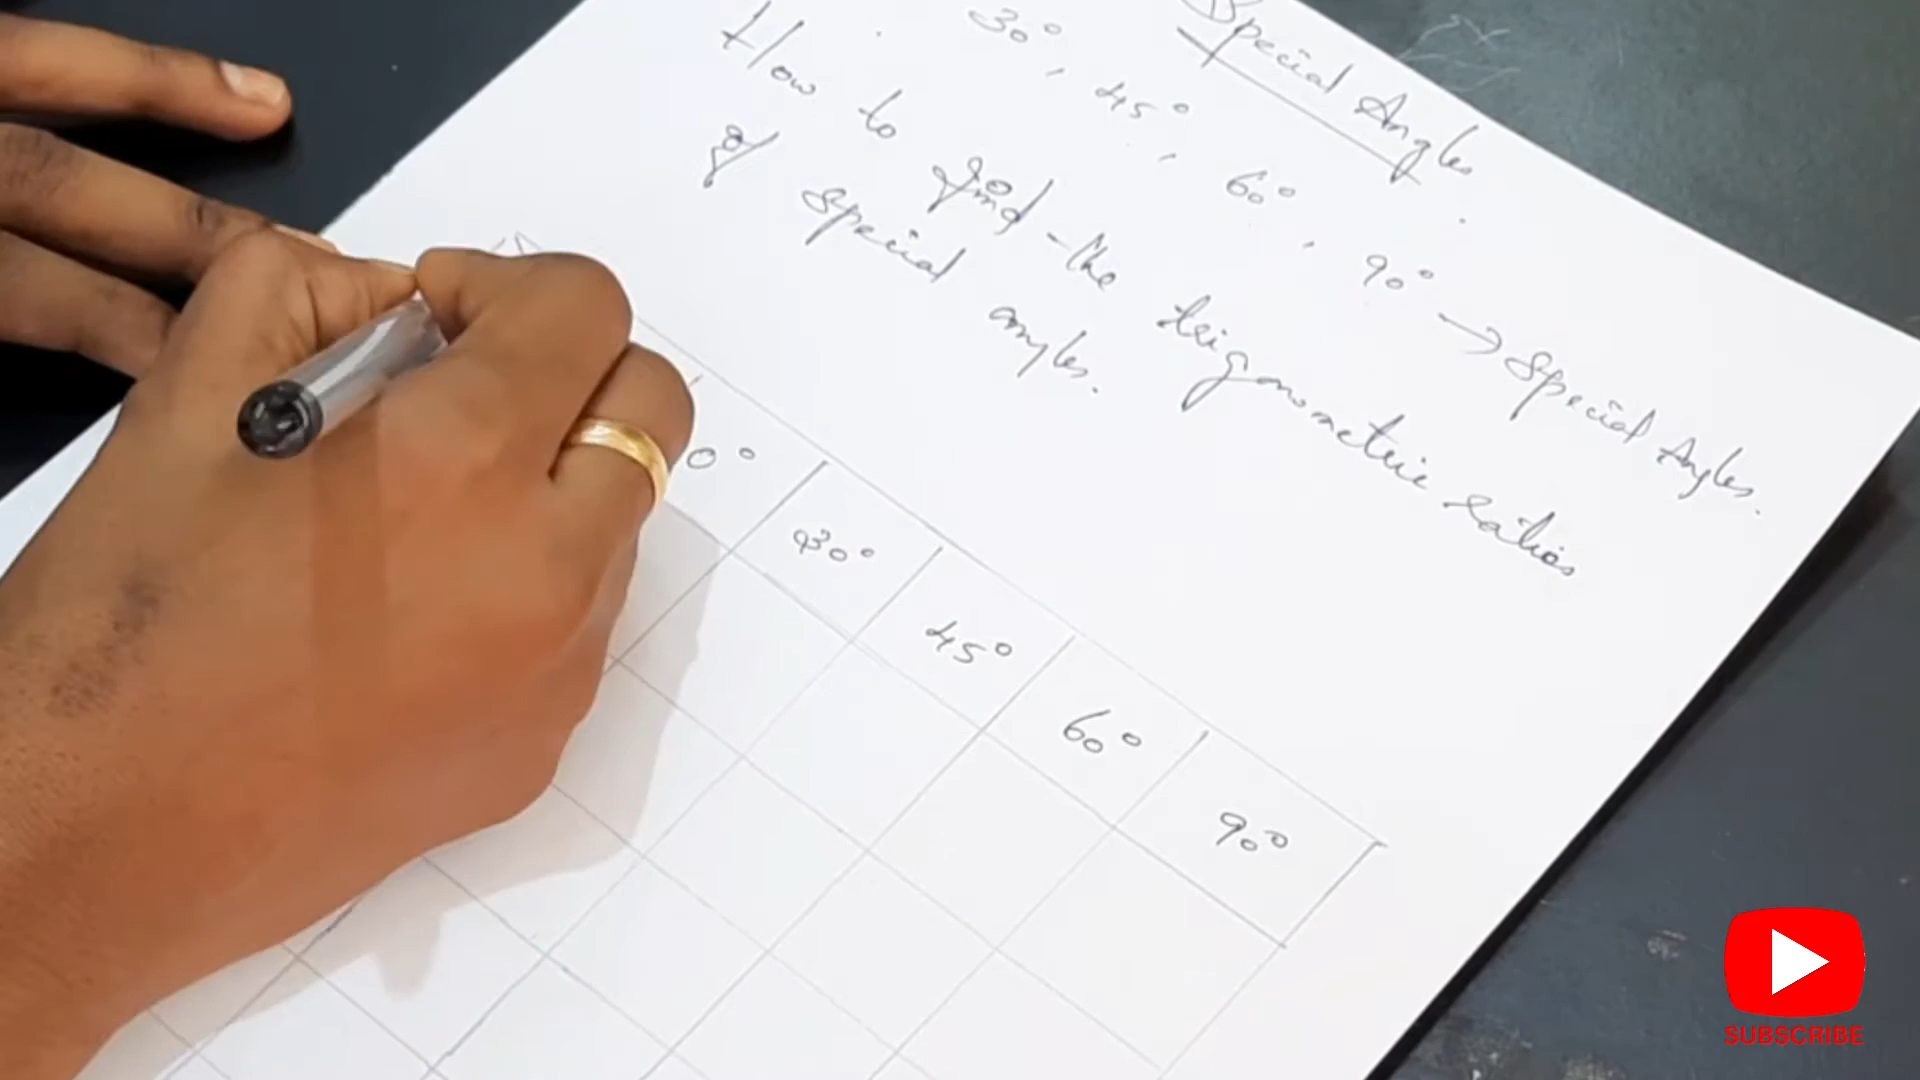 Special Angles
30°, 45°, 60°, 90° → Special Angles.
How to find the trigonometric ratios
of special angles.
0° 30° 45° 60° 90°
SUBSCRIBE